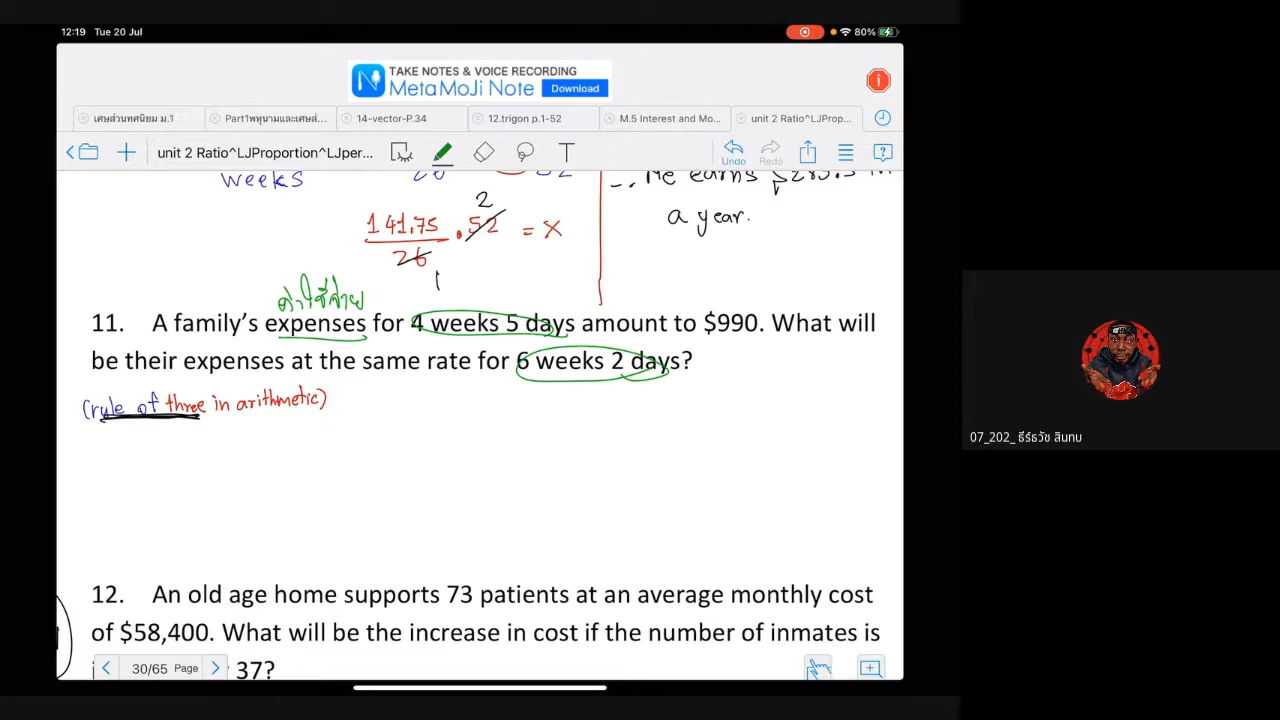 12:19 Tue 20 Jul
80%
TAKE NOTES & VOICE RECORDING
MetaMoJi Note Download
เศษส่วนทศนิยม ม.1
Part1พหุนามและเศษส่...
14-vector-P.34
12.trigon p.1-52
M.5 Interest and Mo...
unit 2 Ratio^LJProp...
unit 2 Ratio^LJProportion^LJper...
T
Undo
Redo
weeks
a year.
2
141.75 . 52 = x
26
1
ค่าใช้จ่าย
11. A family's expenses for 4 weeks 5 days amount to $990. What will
be their expenses at the same rate for 6 weeks 2 days?
(rule of three in arithmetic)
07_202_ ธีร์ธวัช สินทบ
12. An old age home supports 73 patients at an average monthly cost
of $58,400. What will be the increase in cost if the number of inmates is
37?
30/65 Page